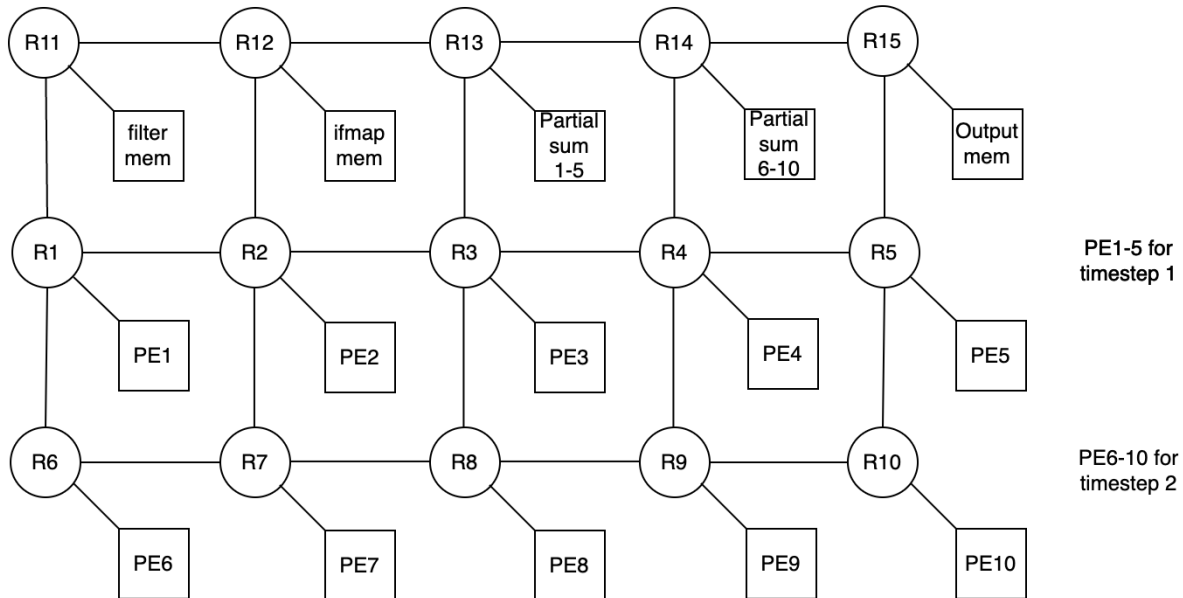 R11
R12
R13
R14
R15
filter
mem
ifmap
mem
Partial
sum
1-5
Partial
sum
6-10
Output
mem
R1
R2
R3
R4
R5
PE1-5 for
timestep 1
PE1
PE2
PE3
PE4
PE5
R6
R7
R8
R9
R10
PE6-10 for
timestep 2
PE6
PE7
PE8
PE9
PE10